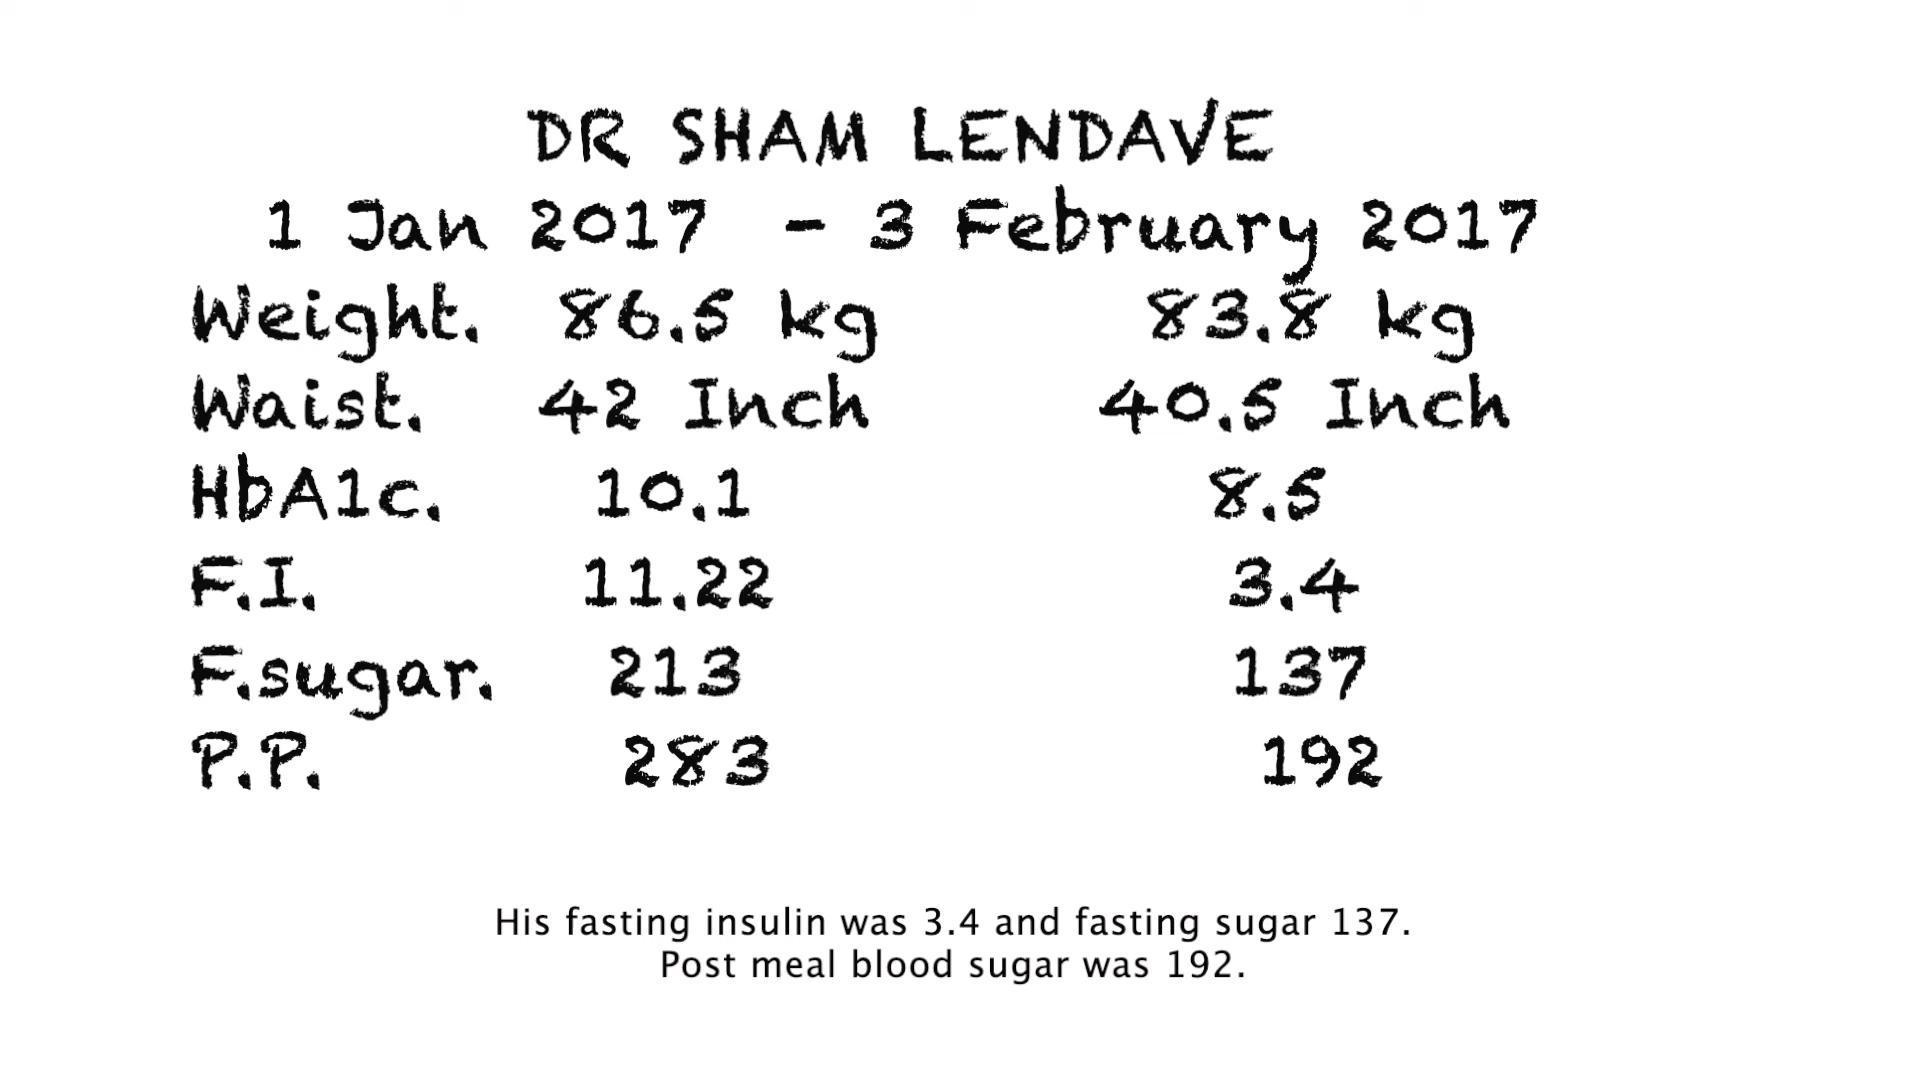 DR SHAM LENDAVE
1 Jan 2017 - 3 February 2017
Weight. 86.5 kg 83.8 kg
Waist. 42 Inch 40.5 Inch
HbA1c. 10.1 8.5
F.I. 11.22 3.4
F.sugar. 213 137
P.P. 283 192
His fasting insulin was 3.4 and fasting sugar 137.
Post meal blood sugar was 192.